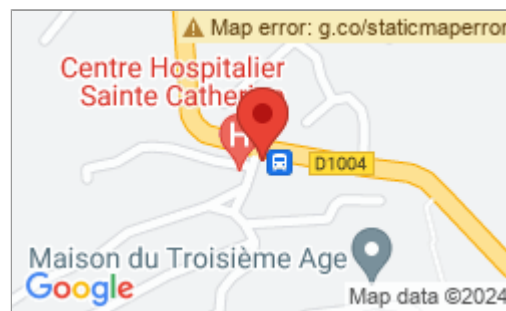 Map error: g.co/staticmaperror
Centre Hospitalier
Sainte Catherine
H
D1004
Maison du Troisième Age
Google
Map data ©2024